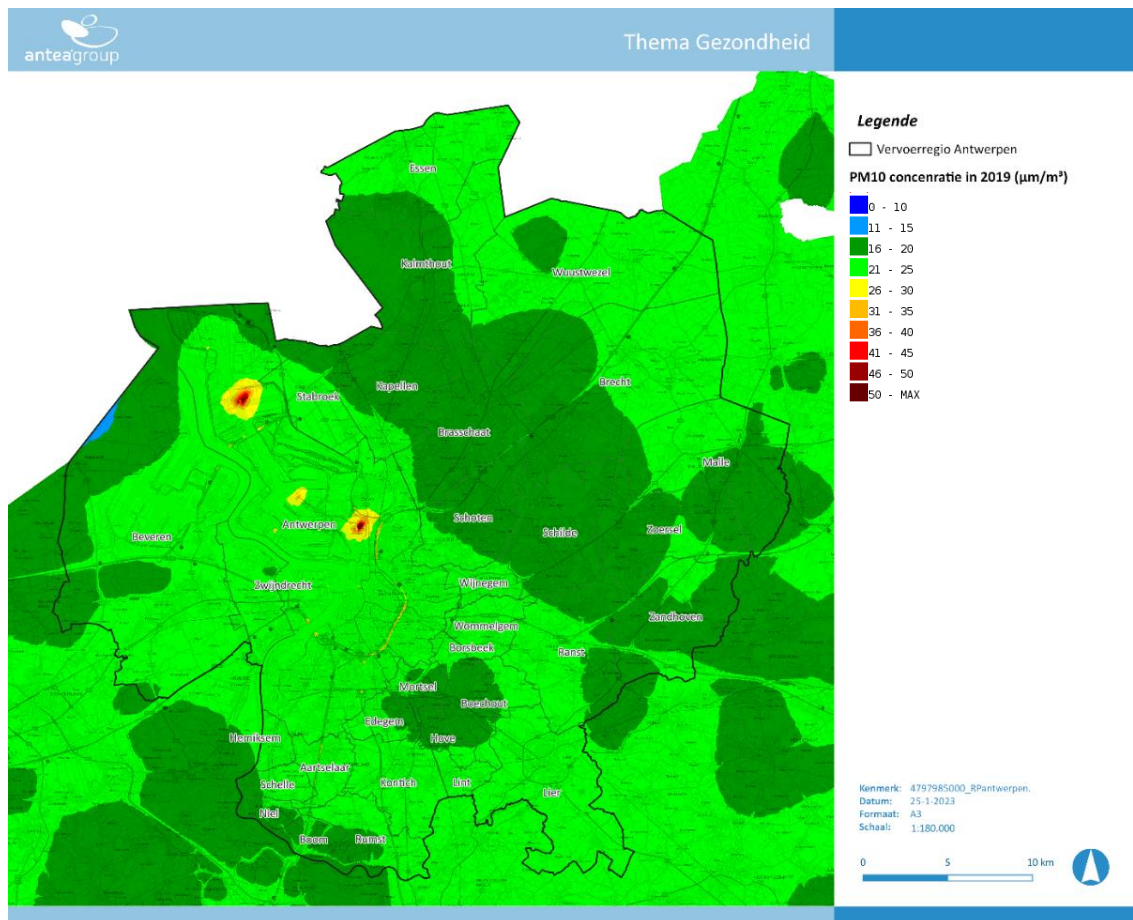 anteagroup
Thema Gezondheid
Legende
Vervoerregio Antwerpen
PM10 concenratie in 2019 (µm/m³)
0 - 10
11 - 15
16 - 20
21 - 25
26 - 30
31 - 35
36 - 40
41 - 45
46 - 50
50 - MAX
Essen
Kalmthout
Wuustwezel
Kapellen
Brecht
Stabroek
Brasschaat
Malle
Schoten
Antwerpen
Schilde
Zoersel
Beveren
Zwijndrecht
Wijnegem
Zandhoven
Wommelgem
Borsbeek
Ranst
Mortsel
Boechout
Edegem
Hove
Hemiksem
Aartselaar
Schelle
Kontich
Lint
Lier
Niel
Boom
Rumst
Kenmerk: 4797985000_RPantwerpen.
Datum: 25-1-2023
Formaat: A3
Schaal: 1:180.000
0 5 10 km